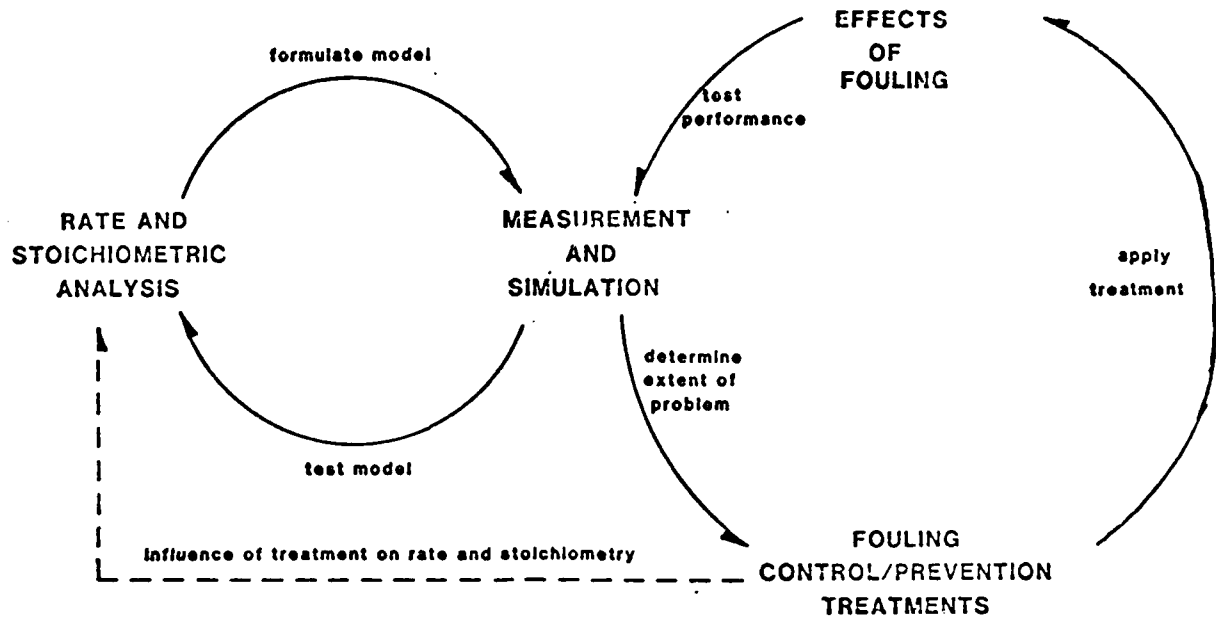 EFFECTS
OF
FOULING
formulate model
tost
performance
RATE AND
STOICHIOMETRIC
ANALYSIS
MEASUREMENT
AND
SIMULATION
apply
treatment
determine
extent of
problem
test model
influence of treatment on rate and stoichiometry
FOULING
CONTROL/PREVENTION
TREATMENTS